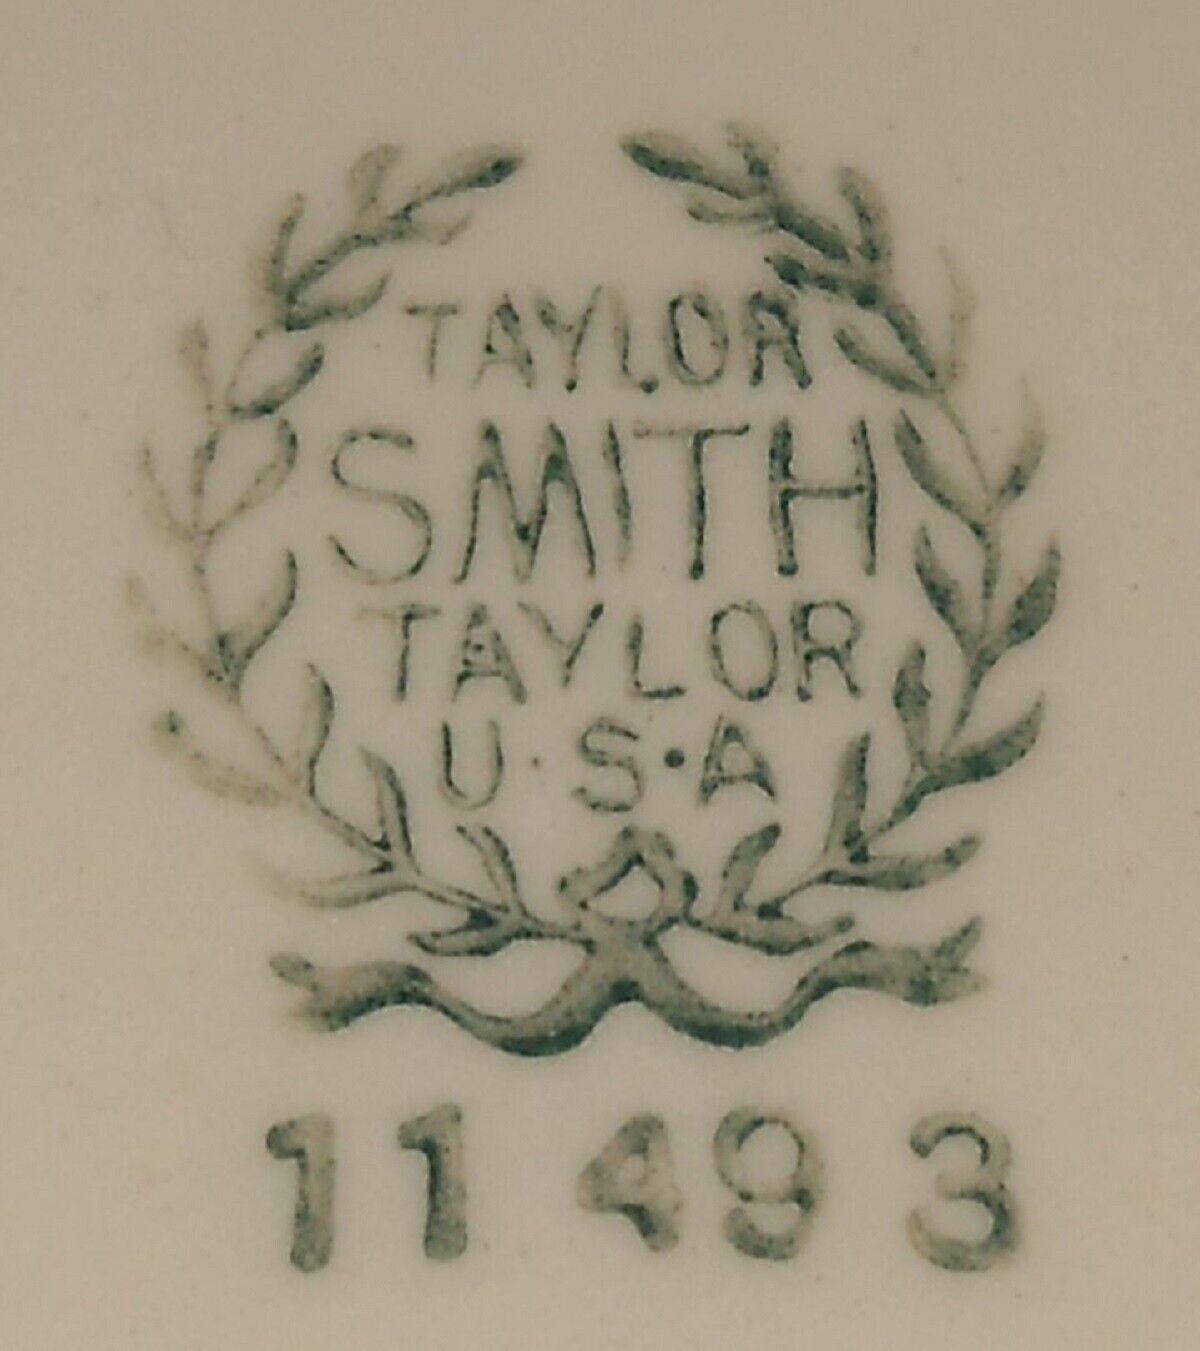 TAYLOR
SMITH
TAYLOR
U·S·A
11 49 3